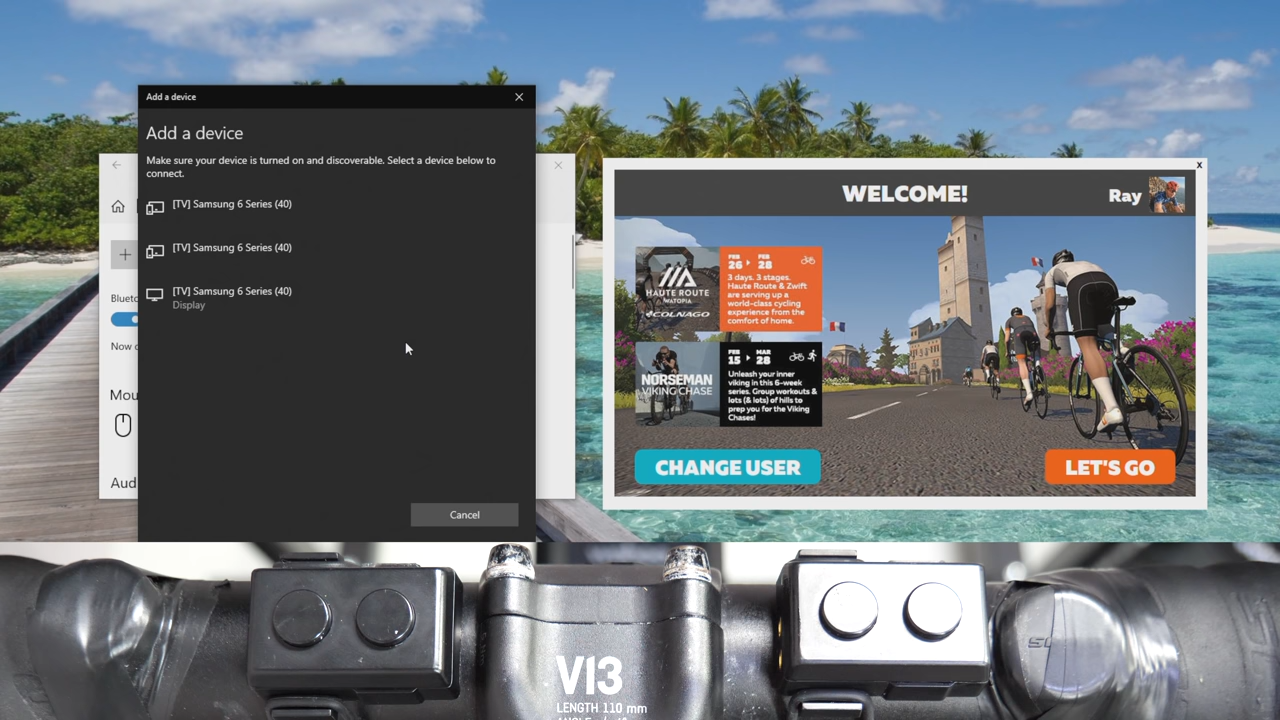 Add a device
Add a device
Make sure your device is turned on and discoverable. Select a device below to
connect.
[TV] Samsung 6 Series (40)
[TV] Samsung 6 Series (40)
[TV] Samsung 6 Series (40)
Display
Cancel
Mou
Aud
WELCOME!
Ray
X
HAUTE ROUTE
WATOPIA
COLNAGO
FEB
26
FEB
28
3 days. 3 stages.
Haute Route & Zwift
are serving up a
world-class cycling
experience from the
comfort of home.
NORSEMAN
VIKING CHASE
FEB
15
MAR
28
Unleash your inner
viking in this 6-week
series. Group workouts &
lots (& lots) of hills to
prep you for the Viking
Chases!
CHANGE USER
LET'S GO
V13
LENGTH 110 mm